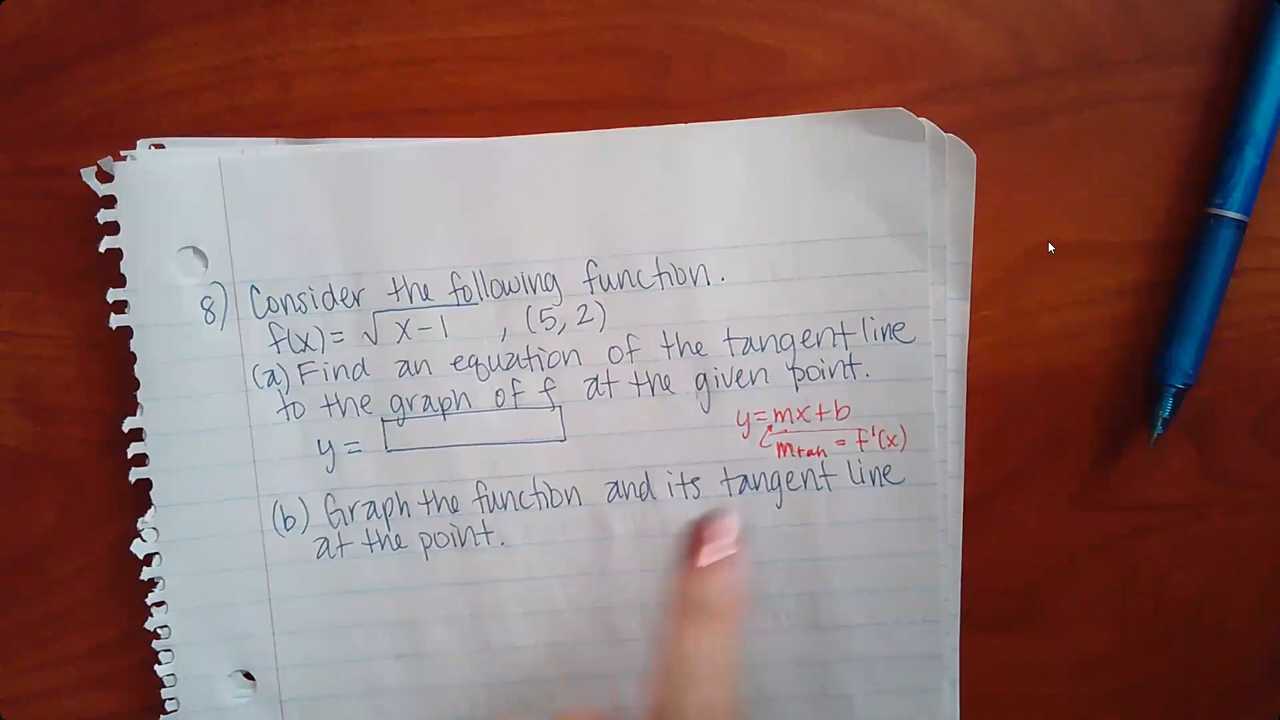 8) Consider the following function.
f(x) = √x-1 , (5, 2)
(a) Find an equation of the tangent line
to the graph of f at the given point.
y =
y=mx+b
mtan = f'(x)
(b) Graph the function and its tangent line
at the point.